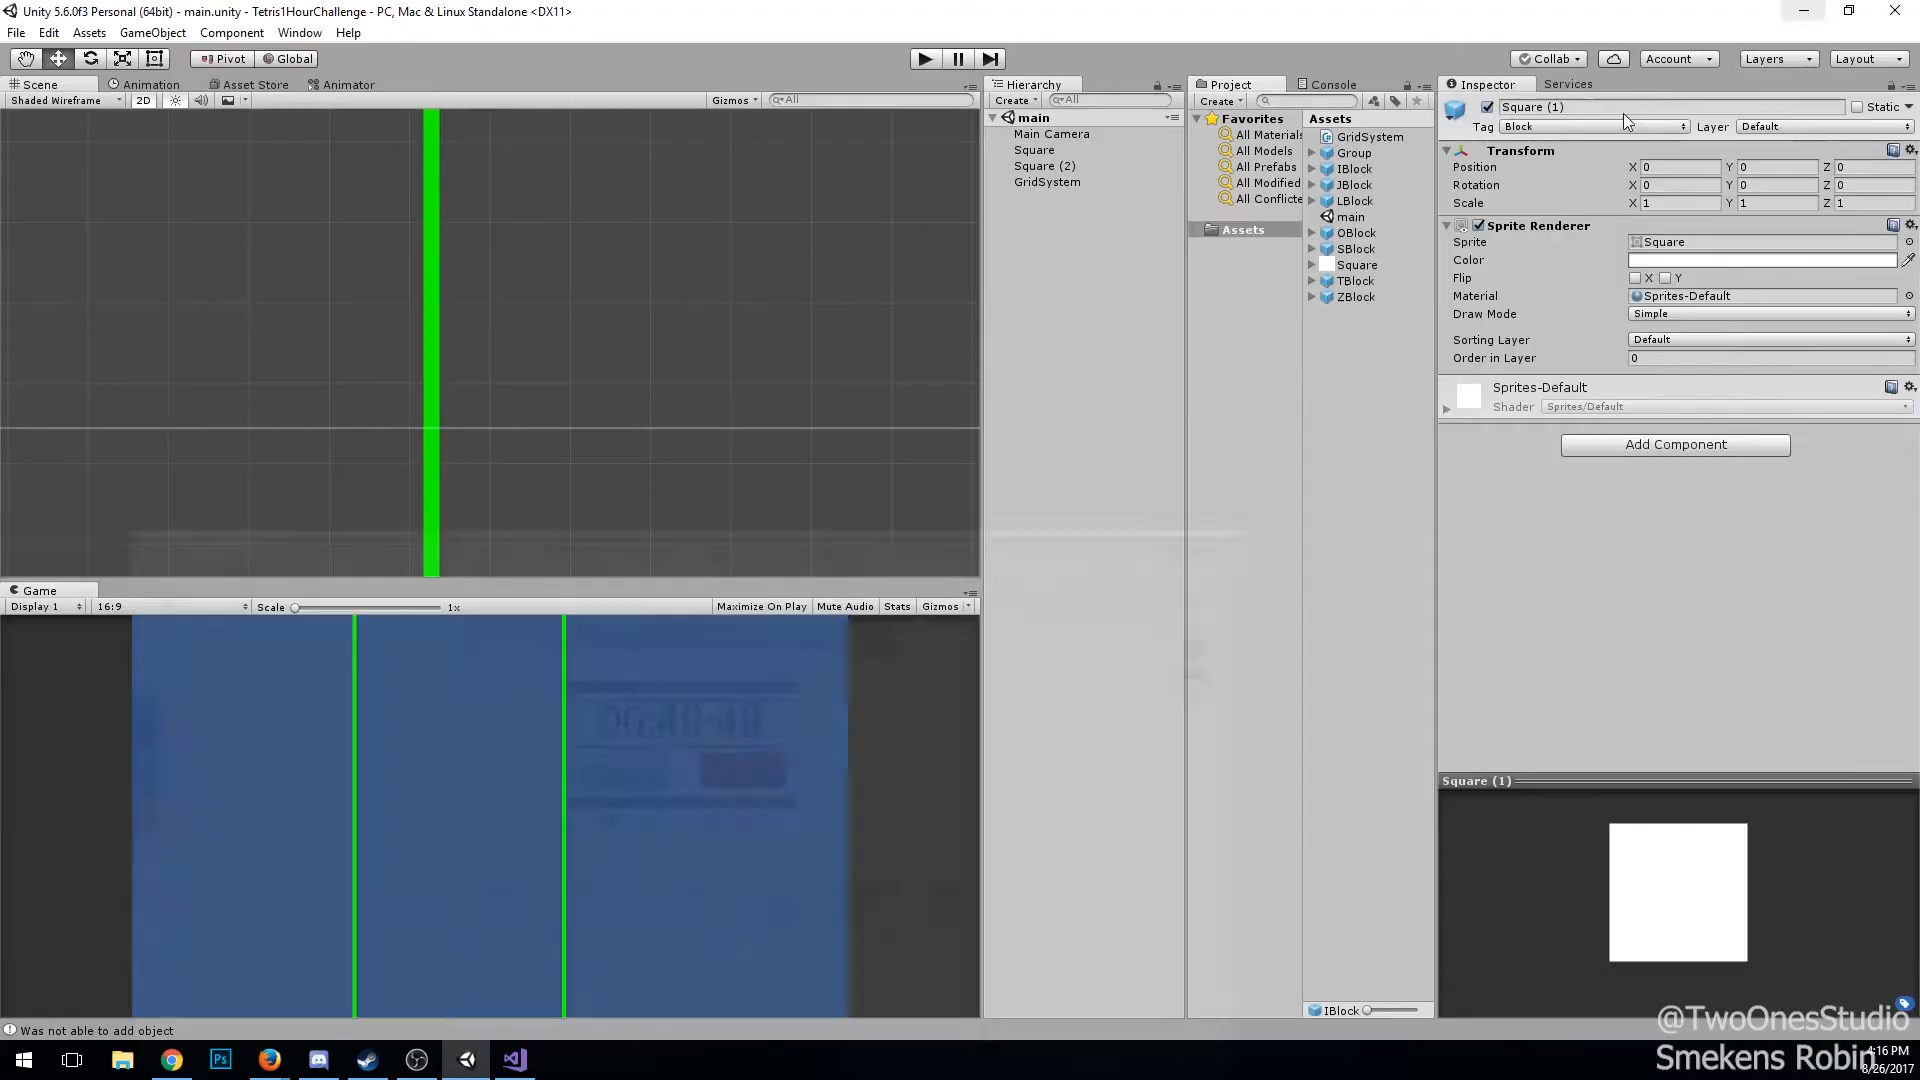 Unity 5.6.0f3 Personal (64bit) - main.unity - Tetris1HourChallenge - PC, Mac & Linux Standalone <DX11>
File Edit Assets GameObject Component Window Help
Pivot Global Collab Account Layers Layout
Scene Animation Asset Store Animator
Shaded Wireframe 2D Gizmos All
Hierarchy
Create All
main
Main Camera
Square
Square (2)
GridSystem
Project Console
Create
Favorites
All Materials
All Models
All Prefabs
All Modified
All Conflicte
Assets
Assets
GridSystem
Group
IBlock
JBlock
LBlock
main
OBlock
SBlock
Square
TBlock
ZBlock
IBlock
Inspector Services
Square (1) Static
Tag Block Layer Default
Transform
Position X 0 Y 0 Z 0
Rotation X 0 Y 0 Z 0
Scale X 1 Y 1 Z 1
Sprite Renderer
Sprite Square
Color
Flip X Y
Material Sprites-Default
Draw Mode Simple
Sorting Layer Default
Order in Layer 0
Sprites-Default
Shader Sprites/Default
Add Component
Square (1)
Game
Display 1 16:9 Scale 1x Maximize On Play Mute Audio Stats Gizmos
Was not able to add object
@TwoOnesStudio
Smekens Robin
4:16 PM
8/26/2017